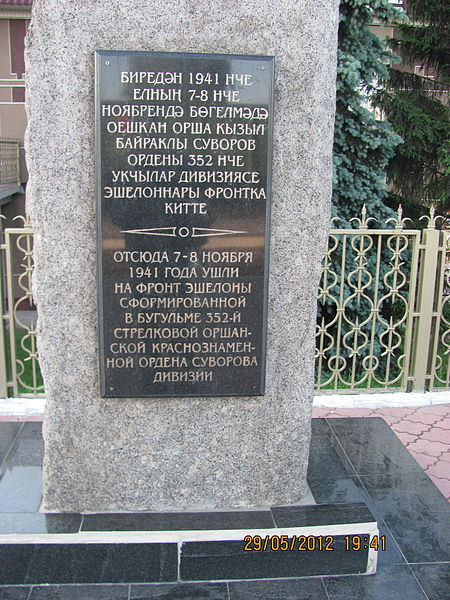 БИРЕДӘН 1941 НЧЕ
ЕЛНЫҢ 7-8 НЧЕ
НОЯБРЕНДӘ БӨГЕЛМӘДӘ
ОЕШКАН ОРША КЫЗЫЛ
БАЙРАКЛЫ СУВОРОВ
ОРДЕНЫ 352 НЧЕ
УКЧЫЛАР ДИВИЗИЯСЕ
ЭШЕЛОННАРЫ ФРОНТКА
КИТТЕ
ОТСЮДА 7-8 НОЯБРЯ
1941 ГОДА УШЛИ
НА ФРОНТ ЭШЕЛОНЫ
СФОРМИРОВАННОЙ
В БУГУЛЬМЕ 352-Й
СТРЕЛКОВОЙ ОРШАН-
СКОЙ КРАСНОЗНАМЕН-
НОЙ ОРДЕНА СУВОРОВА
ДИВИЗИИ
29/05/2012 19:41